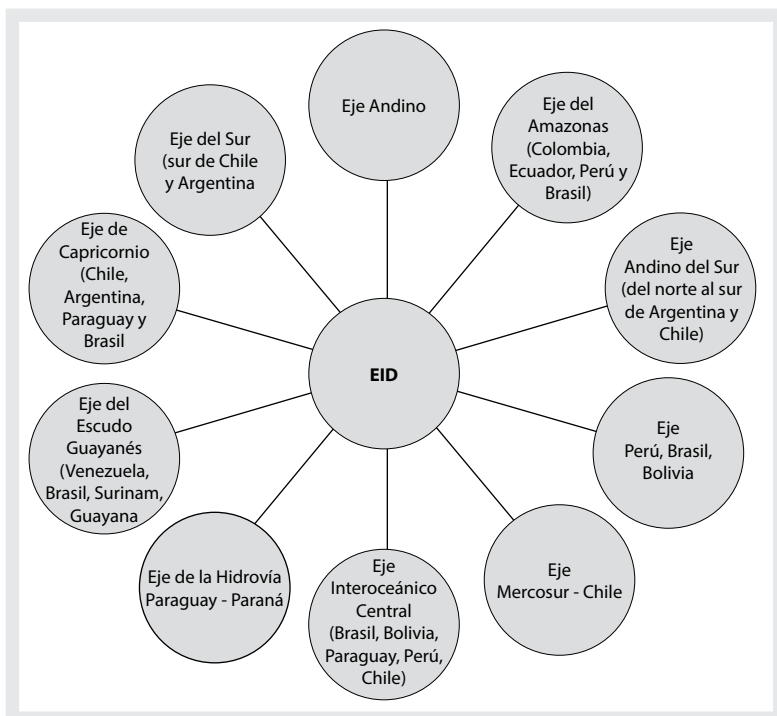 Eje Andino
Eje del
Amazonas
(Colombia,
Ecuador, Perú y
Brasil)
Eje
Andino del Sur
(del norte al sur
de Argentina y
Chile)
Eje
Perú, Brasil,
Bolivia
Eje
Mercosur - Chile
Eje
Interoceánico
Central
(Brasil, Bolivia,
Paraguay, Perú,
Chile)
Eje de la Hidrovía
Paraguay - Paraná
Eje del
Escudo
Guayanés
(Venezuela,
Brasil, Surinam,
Guayana
Eje de
Capricornio
(Chile,
Argentina,
Paraguay y
Brasil
Eje del Sur
(sur de Chile
y Argentina
EID